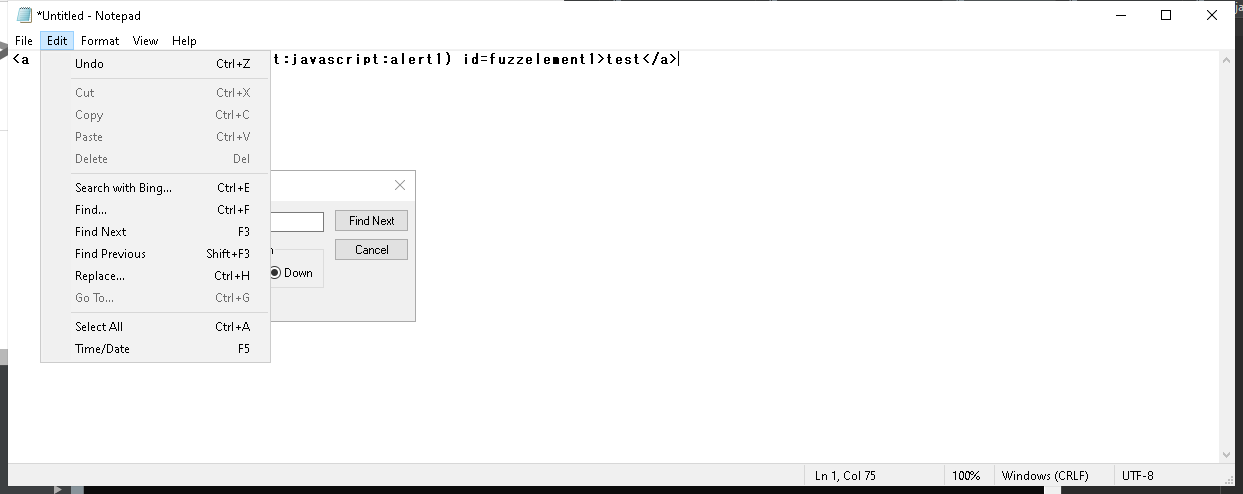 *Untitled - Notepad
File Edit Format View Help
<a t:javascript:alert1) id=fuzzelement1>test</a>
Undo Ctrl+Z
Cut Ctrl+X
Copy Ctrl+C
Paste Ctrl+V
Delete Del
Search with Bing... Ctrl+E
Find... Ctrl+F
Find Next F3
Find Previous Shift+F3
Replace... Ctrl+H
Go To... Ctrl+G
Select All Ctrl+A
Time/Date F5
Find Next
Cancel
Down
Ln 1, Col 75 100% Windows (CRLF) UTF-8